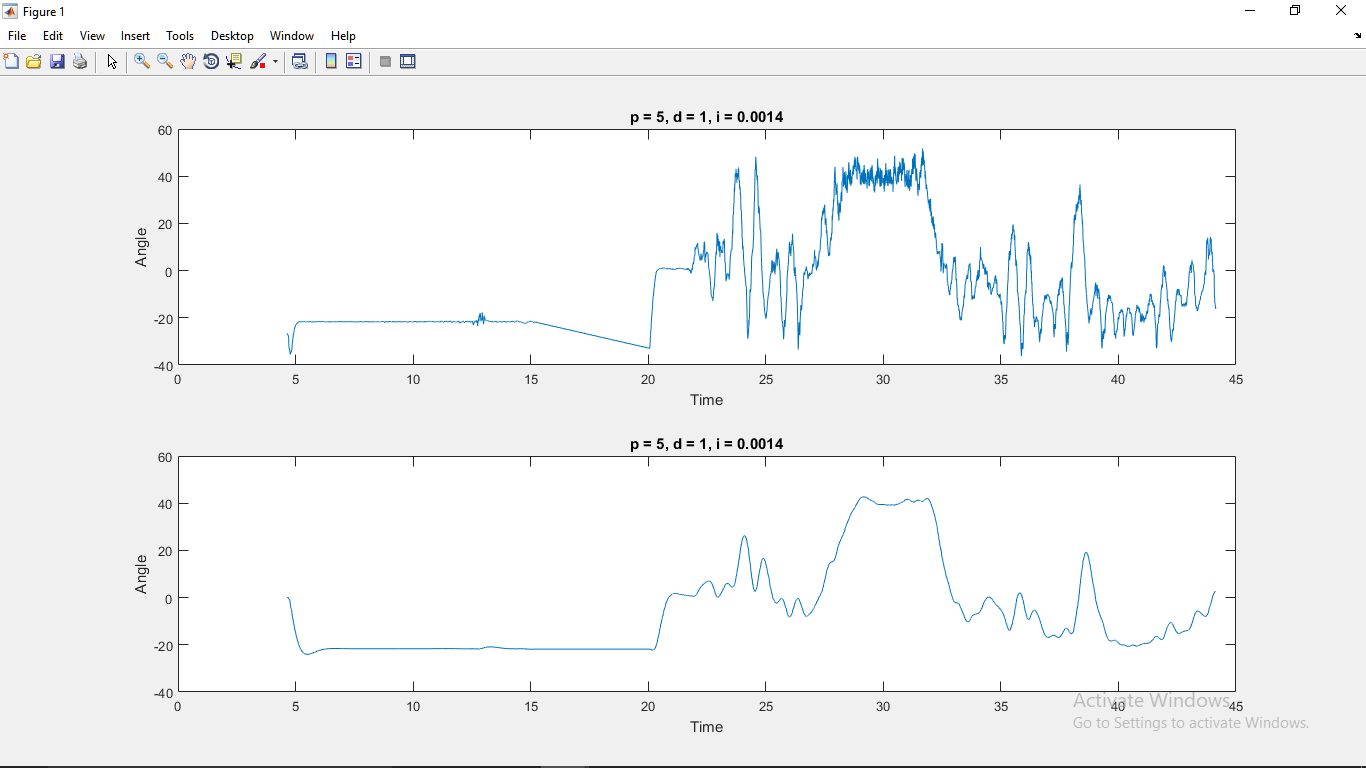 Figure 1
File Edit View Insert Tools Desktop Window Help
p = 5, d = 1, i = 0.0014
60
40
20
0
-20
-40
Angle
0 5 10 15 20 25 30 35 40 45
Time
p = 5, d = 1, i = 0.0014
60
40
20
0
-20
-40
Angle
0 5 10 15 20 25 30 35 40 45
Time
Activate Windows
Go to Settings to activate Windows.